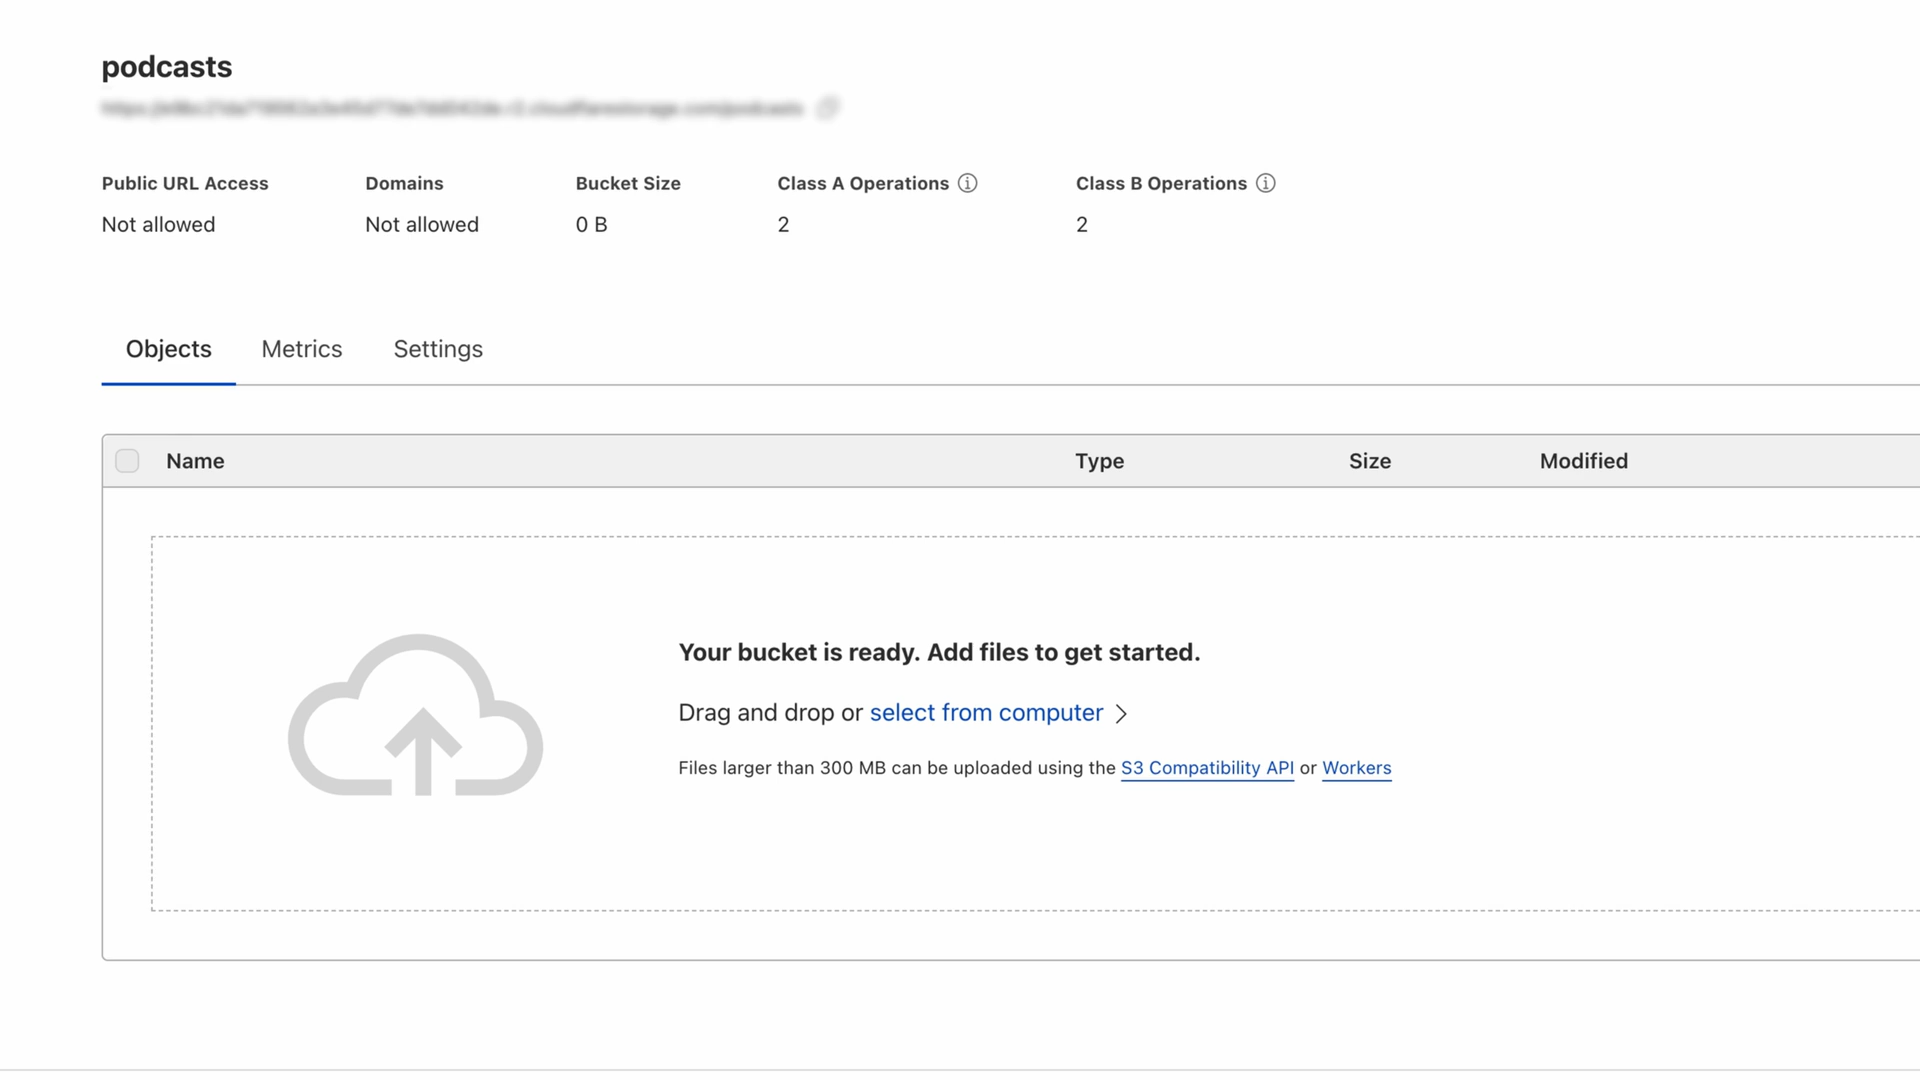 podcasts
Public URL Access Domains Bucket Size Class A Operations Class B Operations
Not allowed Not allowed 0 B 2 2
Objects Metrics Settings
Name Type Size Modified
Your bucket is ready. Add files to get started.
Drag and drop or select from computer
Files larger than 300 MB can be uploaded using the S3 Compatibility API or Workers